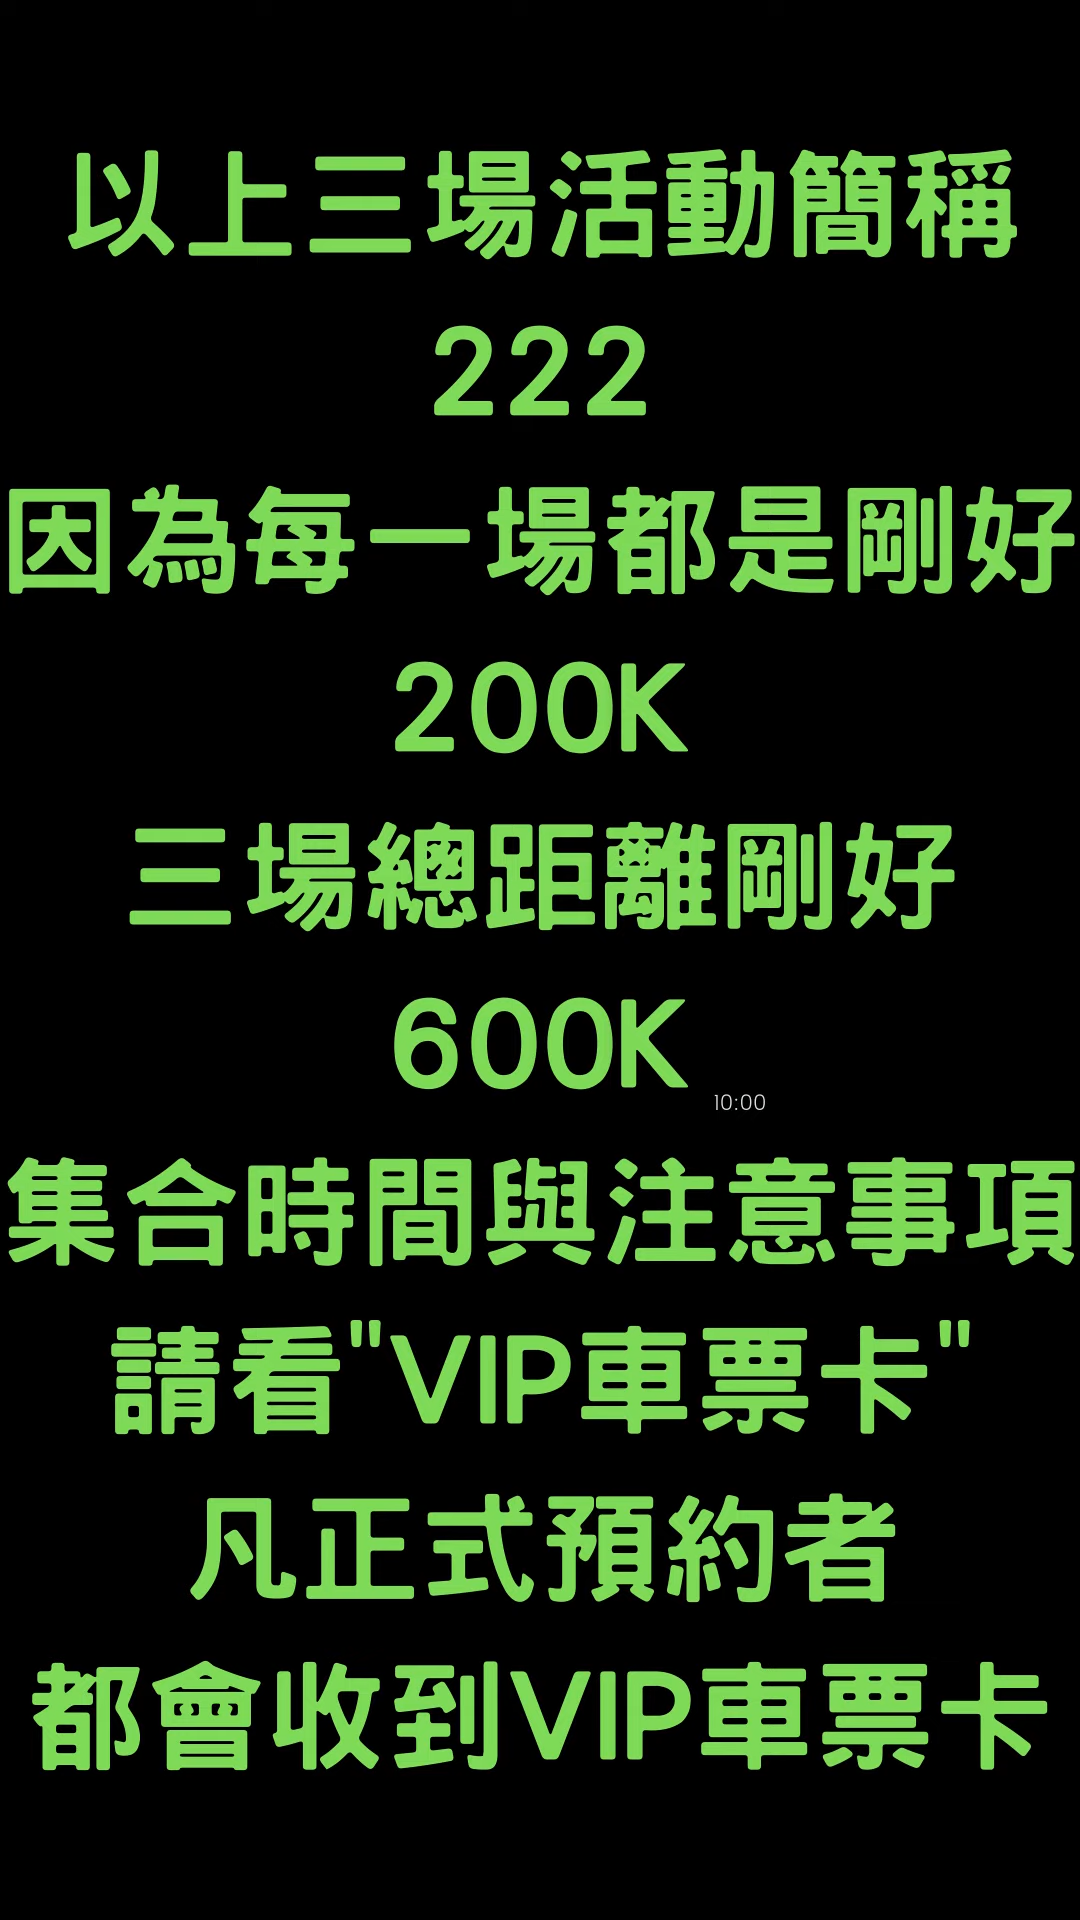 以上三場活動簡稱
222
因為每一場都是剛好
200K
三場總距離剛好
600K
10:00
集合時間與注意事項
請看"VIP車票卡"
凡正式預約者
都會收到VIP車票卡